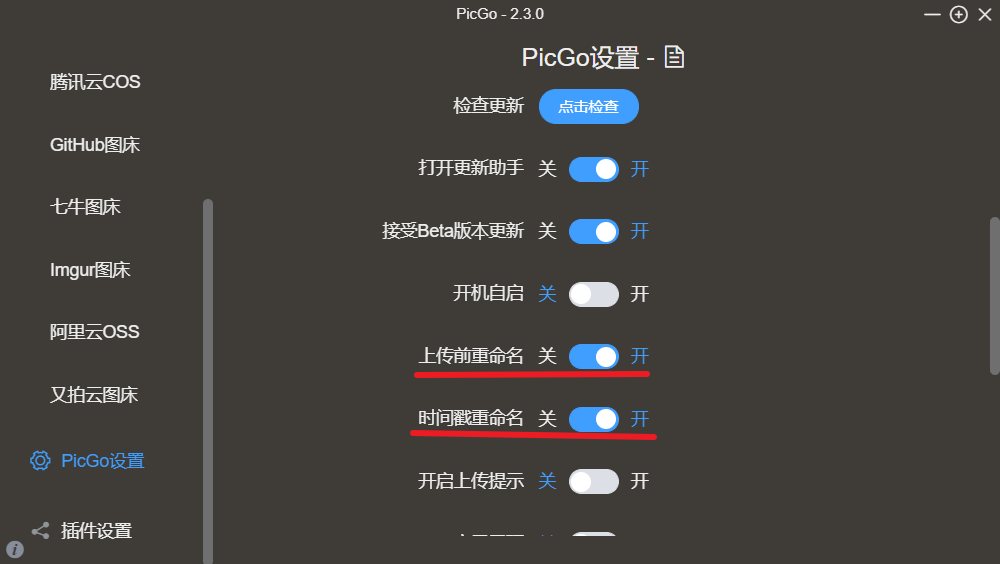 PicGo - 2.3.0
腾讯云COS
GitHub图床
七牛图床
Imgur图床
阿里云OSS
又拍云图床
PicGo设置
插件设置
PicGo设置 -
检查更新 点击检查
打开更新助手 关 开
接受Beta版本更新 关 开
开机自启 关 开
上传前重命名 关 开
时间戳重命名 关 开
开启上传提示 关 开